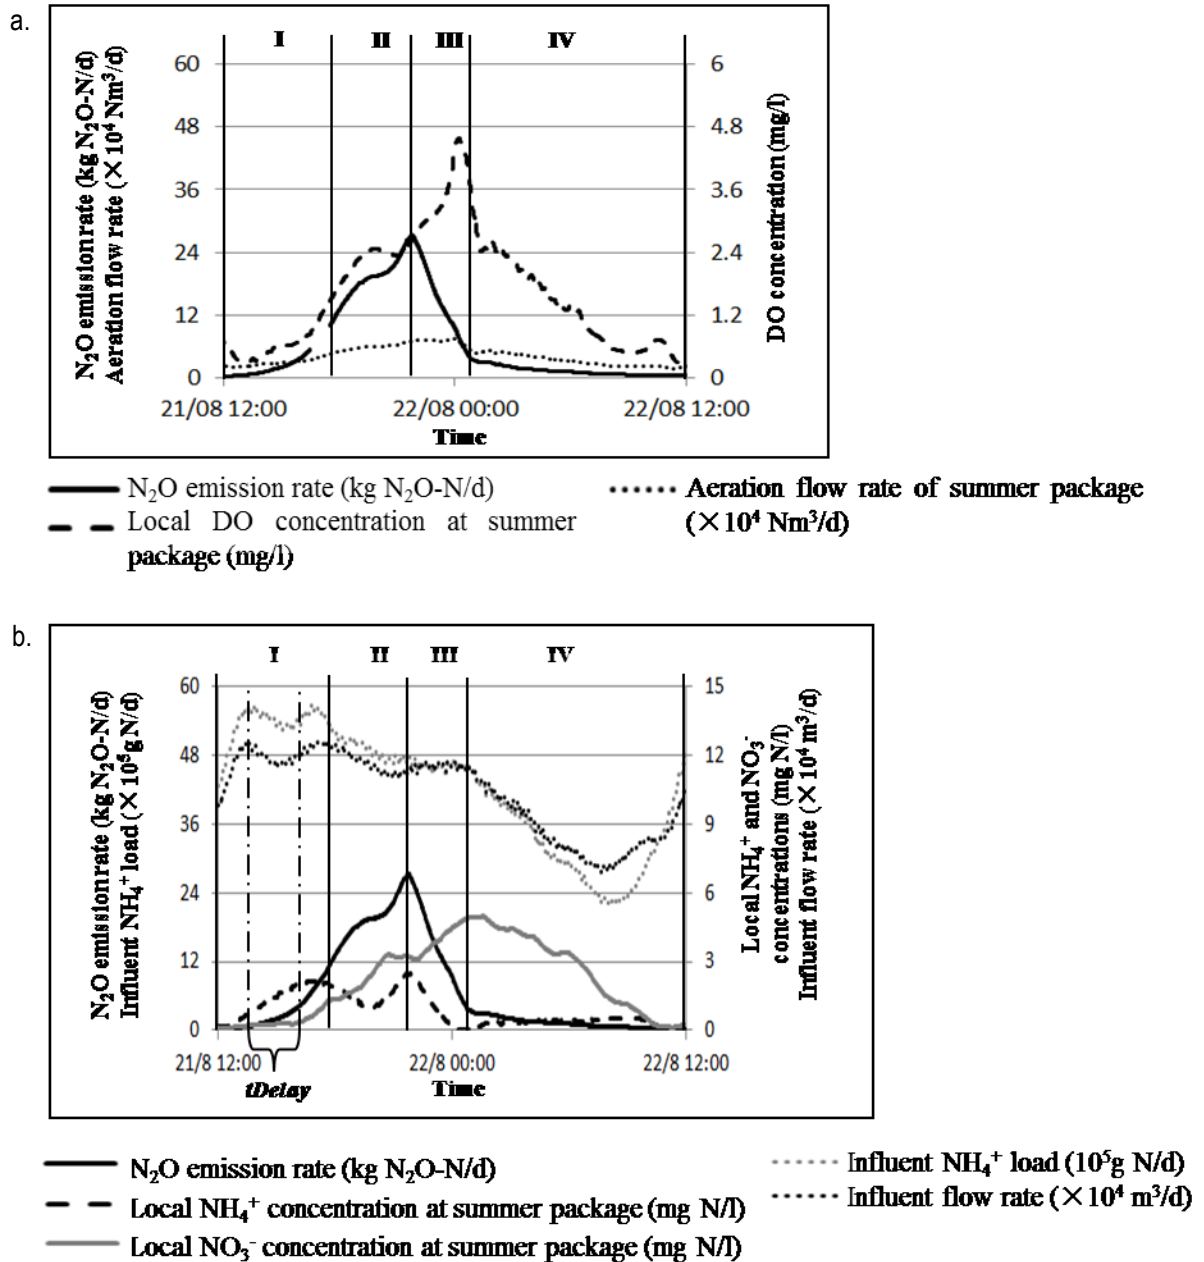 a.
I II III IV
N₂O emission rate (kg N₂O-N/d)
Aeration flow rate (×10⁴ Nm³/d)
60
48
36
24
12
0
6
4.8
3.6
2.4
1.2
0
DO concentration (mg/l)
21/08 12:00 22/08 00:00 22/08 12:00
Time
N₂O emission rate (kg N₂O-N/d)
Local DO concentration at summer
package (mg/l)
Aeration flow rate of summer package
(×10⁴ Nm³/d)
b.
I II III IV
N₂O emission rate (kg N₂O-N/d)
Influent NH₄⁺ load (×10⁵g N/d)
60
48
36
24
12
0
15
12
9
6
3
0
Local NH₄⁺ and NO₃⁻
concentrations (mg N/l)
Influent flow rate (×10⁴ m³/d)
21/8 12:00 22/8 00:00 22/8 12:00
tDelay
Time
N₂O emission rate (kg N₂O-N/d)
Local NH₄⁺ concentration at summer package (mg N/l)
Local NO₃⁻ concentration at summer package (mg N/l)
Influent NH₄⁺ load (10⁵g N/d)
Influent flow rate (×10⁴ m³/d)